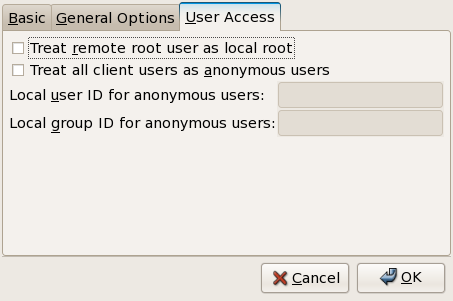 Basic General Options User Access
Treat remote root user as local root
Treat all client users as anonymous users
Local user ID for anonymous users:
Local group ID for anonymous users:
Cancel OK